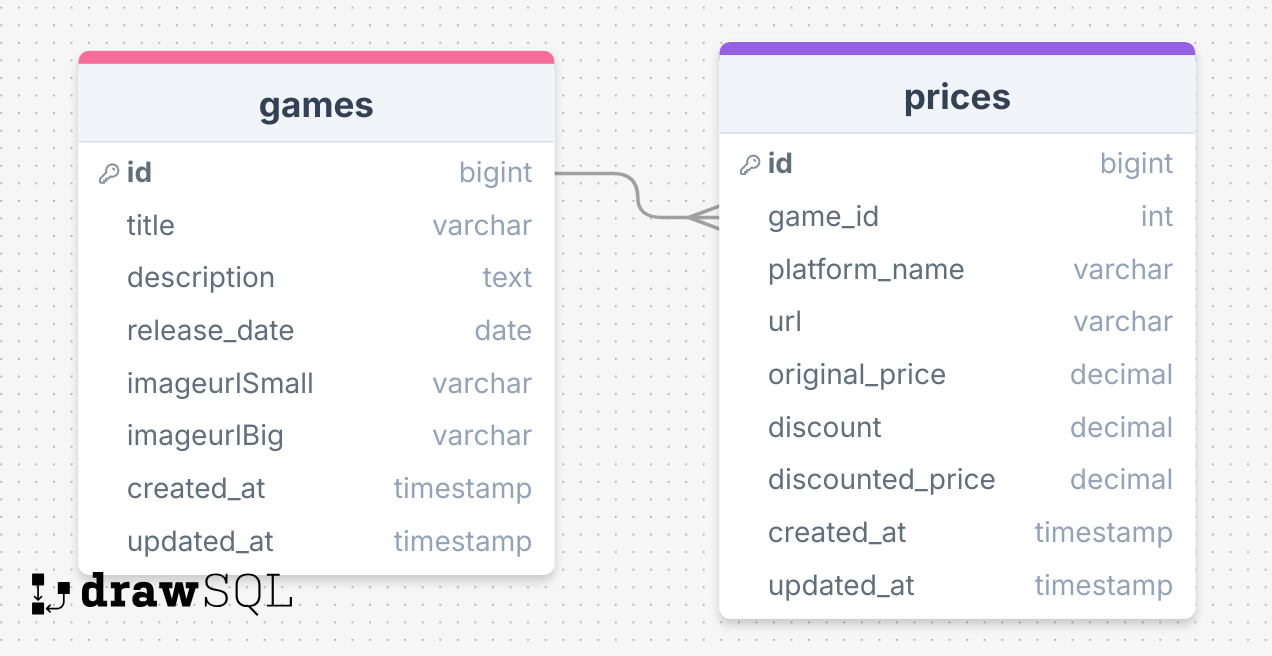 games
id bigint
title varchar
description text
release_date date
imageurlSmall varchar
imageurlBig varchar
created_at timestamp
updated_at timestamp
prices
id bigint
game_id int
platform_name varchar
url varchar
original_price decimal
discount decimal
discounted_price decimal
created_at timestamp
updated_at timestamp
drawSQL